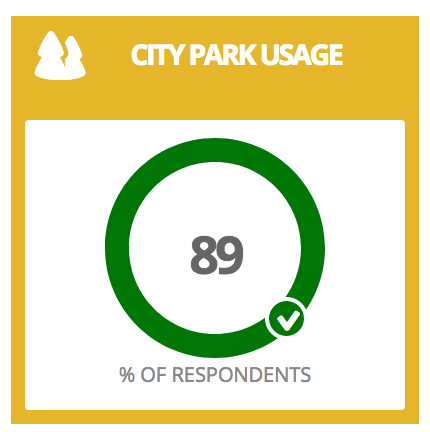 CITY PARK USAGE
89
% OF RESPONDENTS